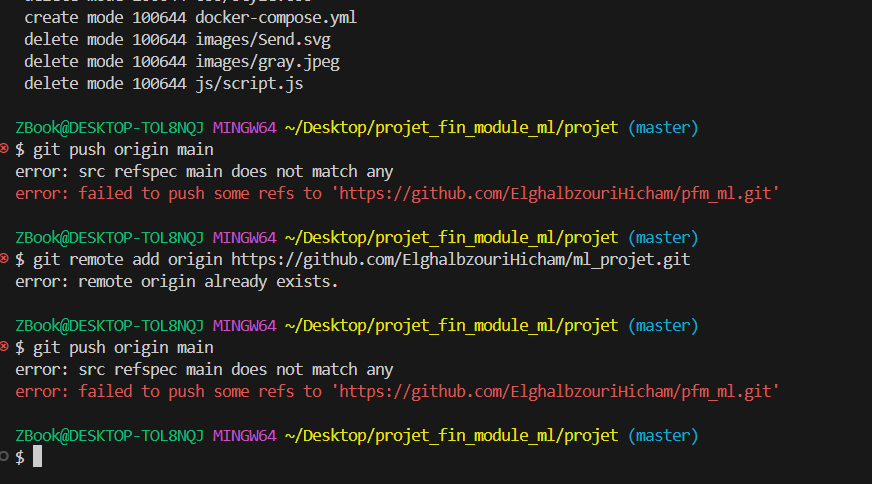 create mode 100644 docker-compose.yml
delete mode 100644 images/Send.svg
delete mode 100644 images/gray.jpeg
delete mode 100644 js/script.js
ZBook@DESKTOP-TOL8NQJ MINGW64 ~/Desktop/projet_fin_module_ml/projet (master)
$ git push origin main
error: src refspec main does not match any
error: failed to push some refs to 'https://github.com/ElghalbzouriHicham/pfm_ml.git'
ZBook@DESKTOP-TOL8NQJ MINGW64 ~/Desktop/projet_fin_module_ml/projet (master)
$ git remote add origin https://github.com/ElghalbzouriHicham/ml_projet.git
error: remote origin already exists.
ZBook@DESKTOP-TOL8NQJ MINGW64 ~/Desktop/projet_fin_module_ml/projet (master)
$ git push origin main
error: src refspec main does not match any
error: failed to push some refs to 'https://github.com/ElghalbzouriHicham/pfm_ml.git'
ZBook@DESKTOP-TOL8NQJ MINGW64 ~/Desktop/projet_fin_module_ml/projet (master)
$